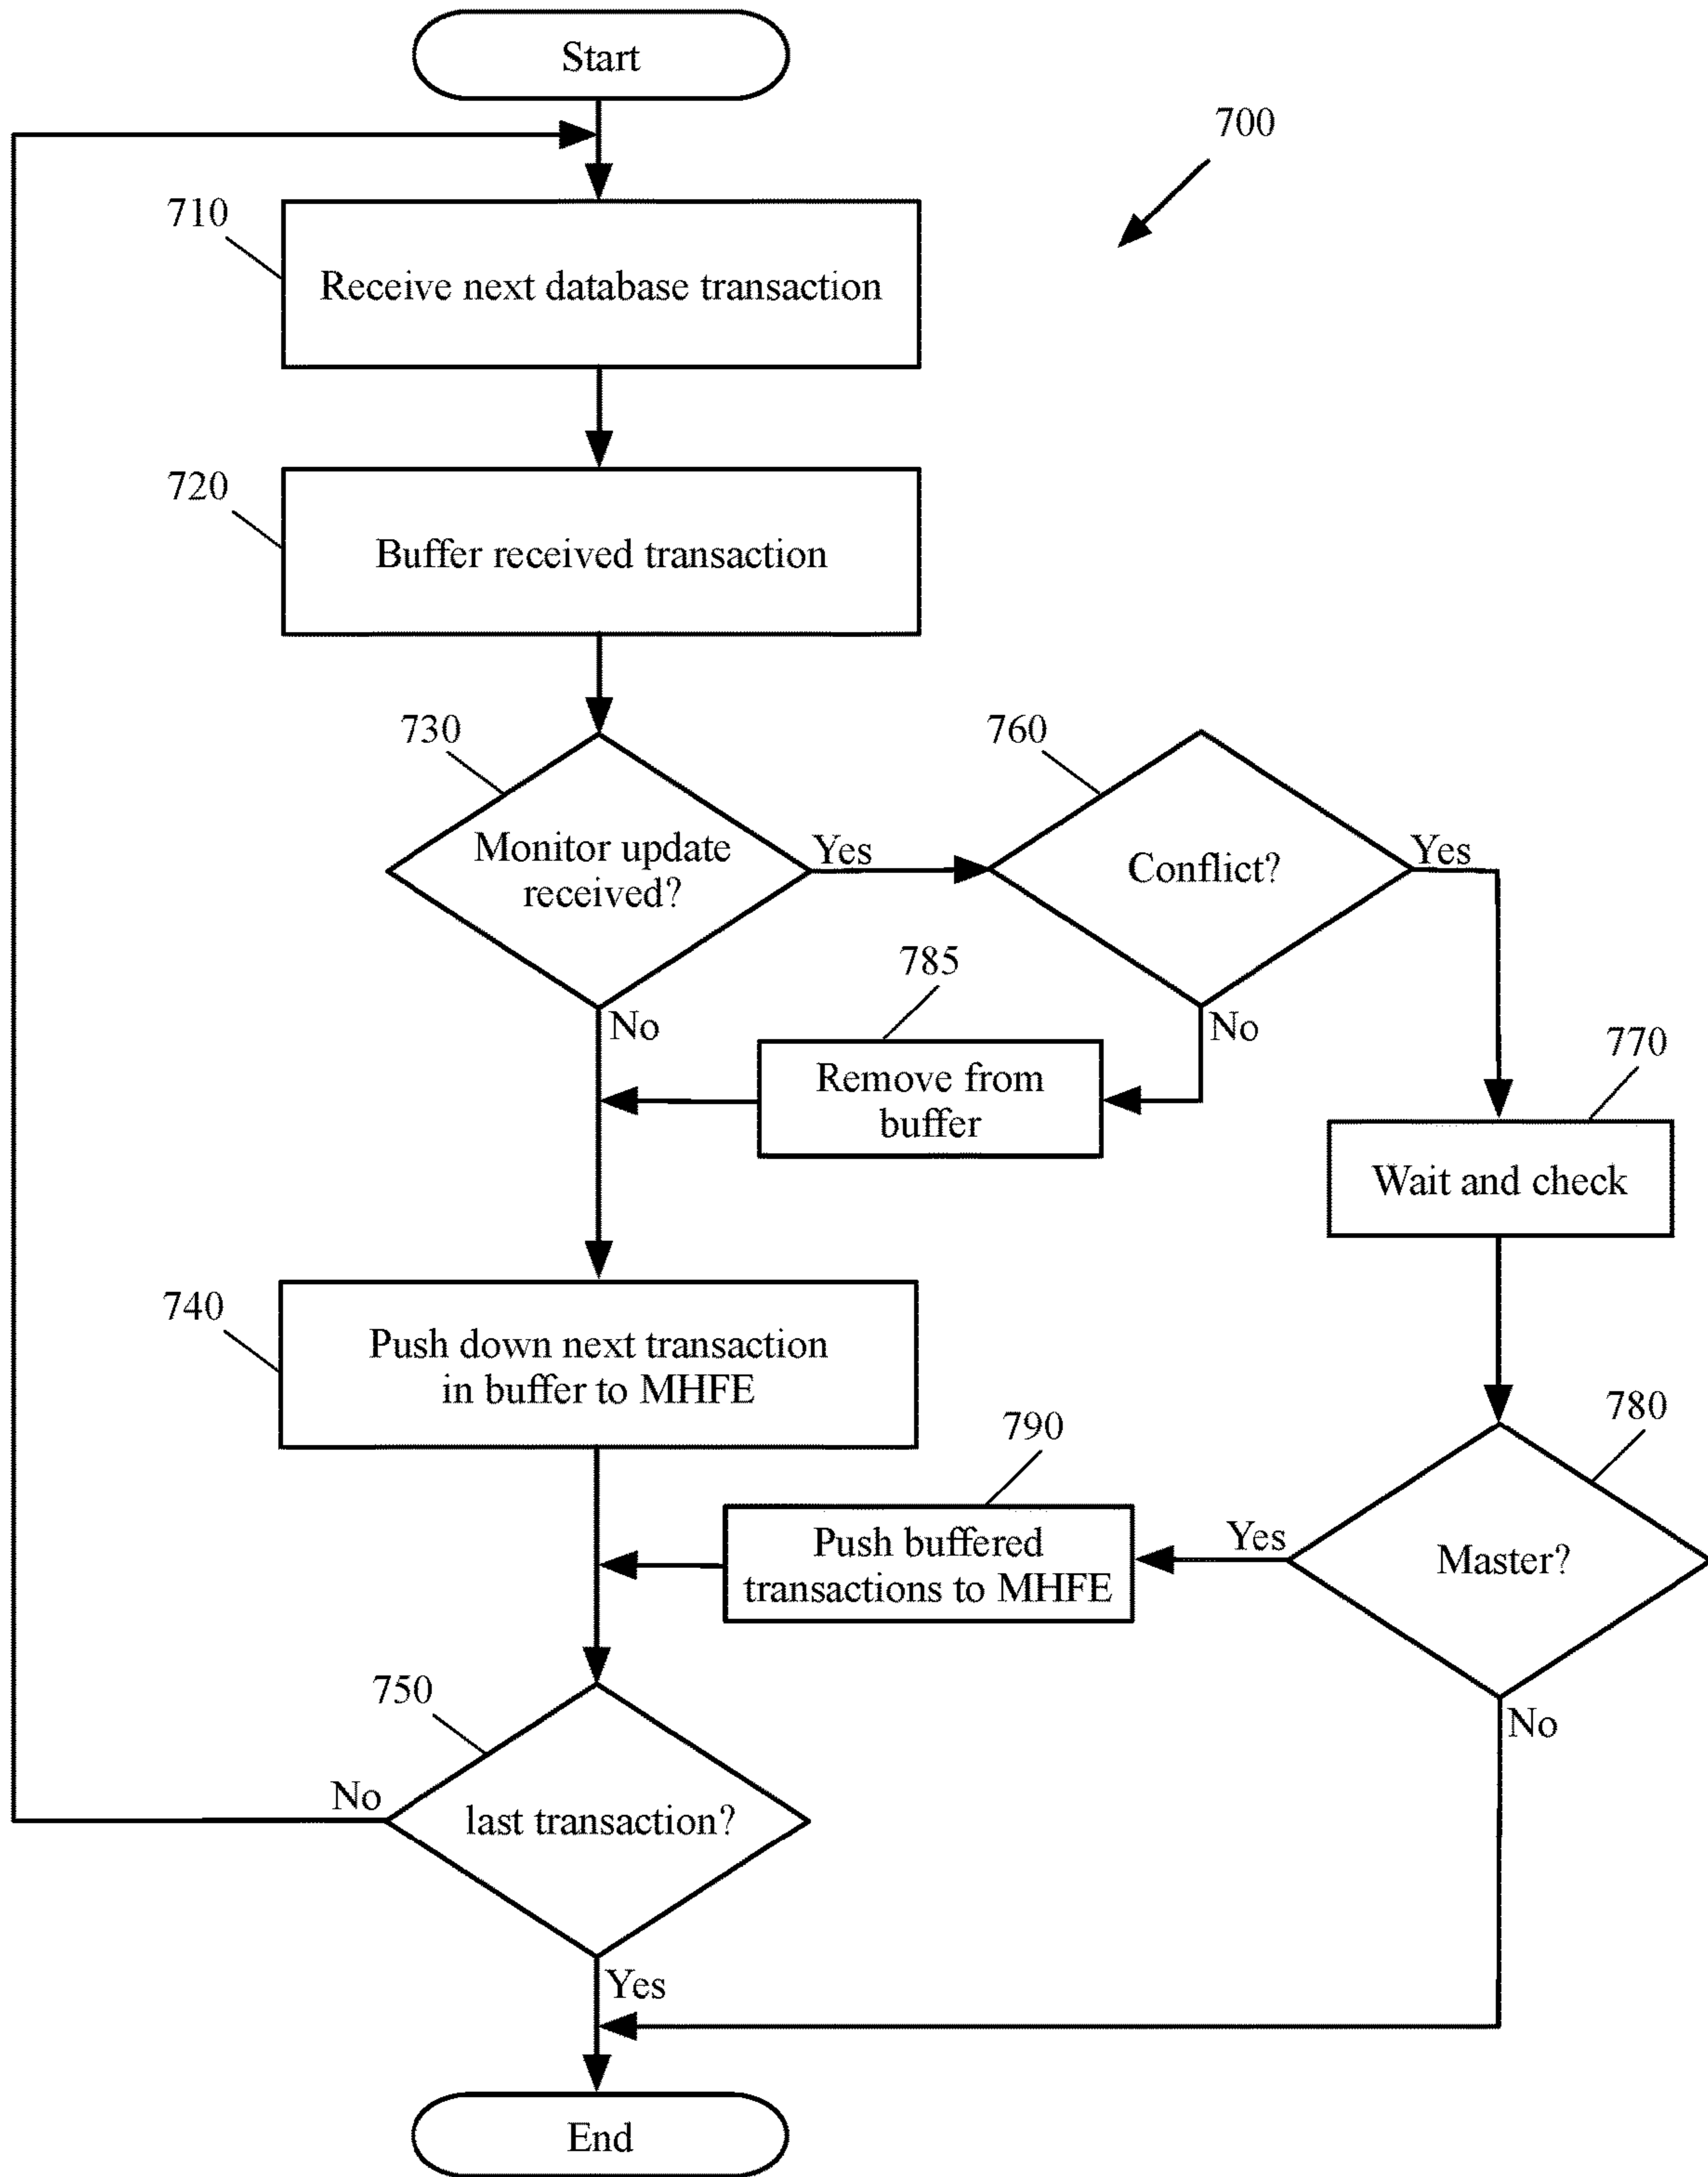 Start
700
710
Receive next database transaction
720
Buffer received transaction
730
760
Monitor update
received?
Yes
Conflict?
Yes
785
No
No
770
Remove from
buffer
Wait and check
740
Push down next transaction
in buffer to MHFE
790
780
Push buffered
transactions to MHFE
Yes
Master?
750
No
No
last transaction?
Yes
End